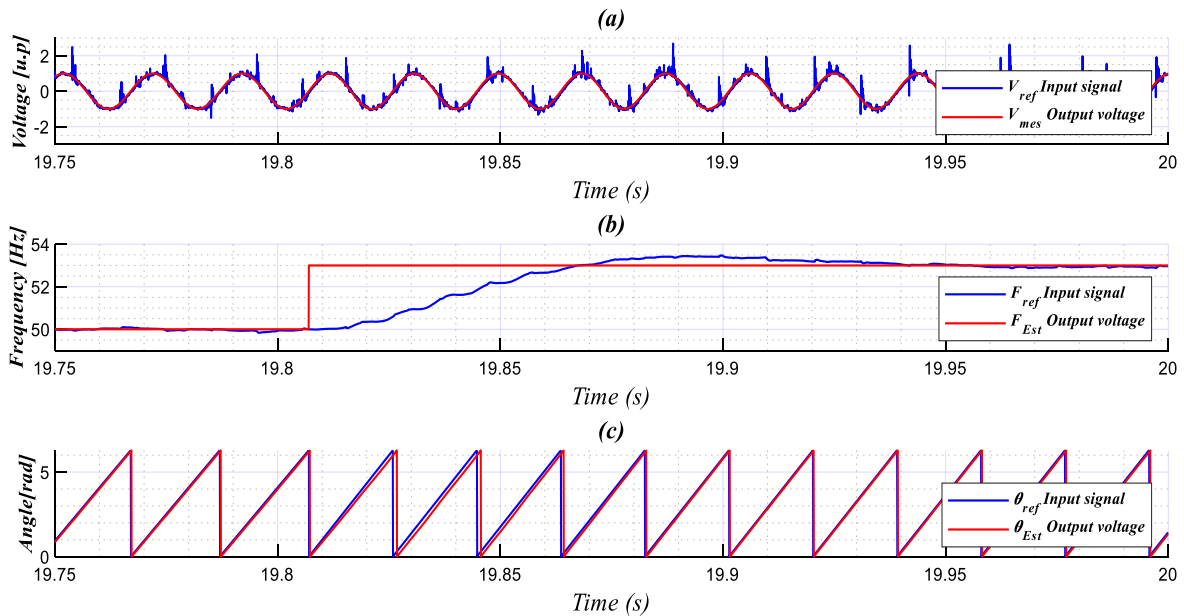 (a)
Voltage [u.p]
2
0
-2
V_ref Input signal
V_mes Output voltage
19.75 19.8 19.85 19.9 19.95 20
Time (s)
(b)
Frequency [Hz]
54
52
50
F_ref Input signal
F_Est Output voltage
19.75 19.8 19.85 19.9 19.95 20
Time (s)
(c)
Angle[rad]
5
0
θ_ref Input signal
θ_Est Output voltage
19.75 19.8 19.85 19.9 19.95 20
Time (s)